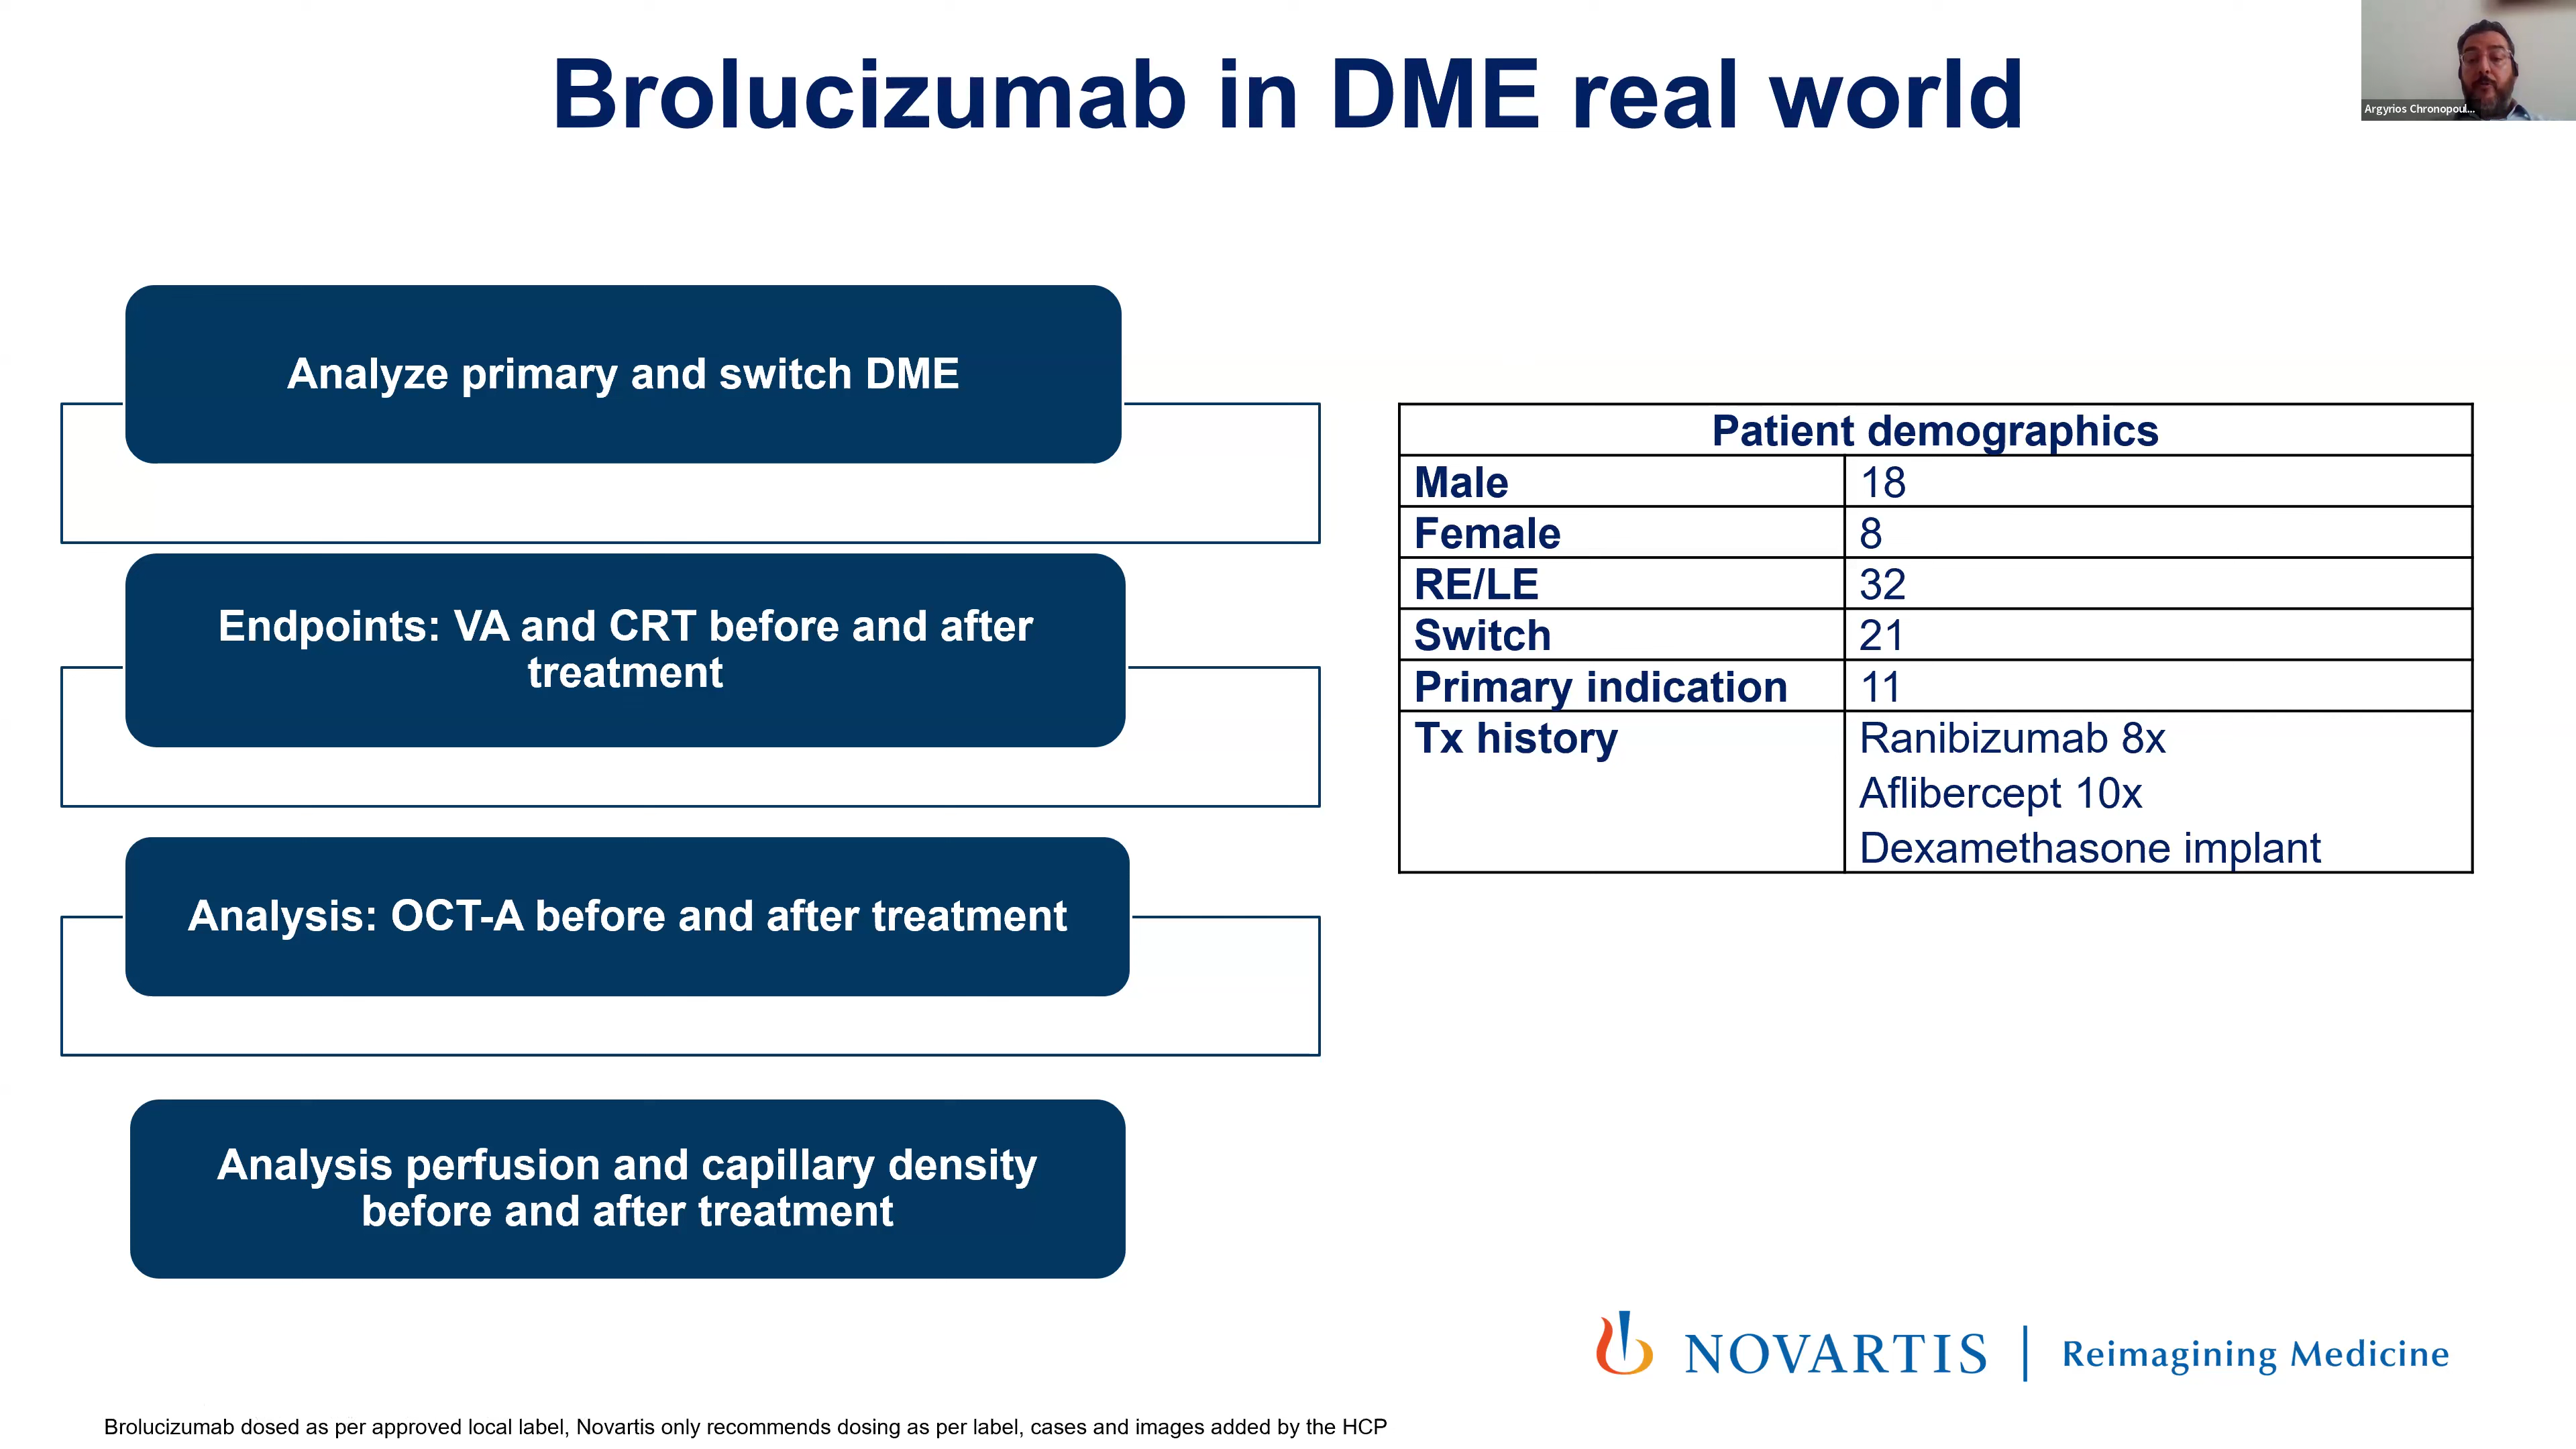 Brolucizumab in DME real world
Argyrios Chronopoul...
Analyze primary and switch DME
Endpoints: VA and CRT before and after
treatment
Analysis: OCT-A before and after treatment
Analysis perfusion and capillary density
before and after treatment
Patient demographics
Male 18
Female 8
RE/LE 32
Switch 21
Primary indication 11
Tx history Ranibizumab 8x
Aflibercept 10x
Dexamethasone implant
NOVARTIS | Reimagining Medicine
Brolucizumab dosed as per approved local label, Novartis only recommends dosing as per label, cases and images added by the HCP